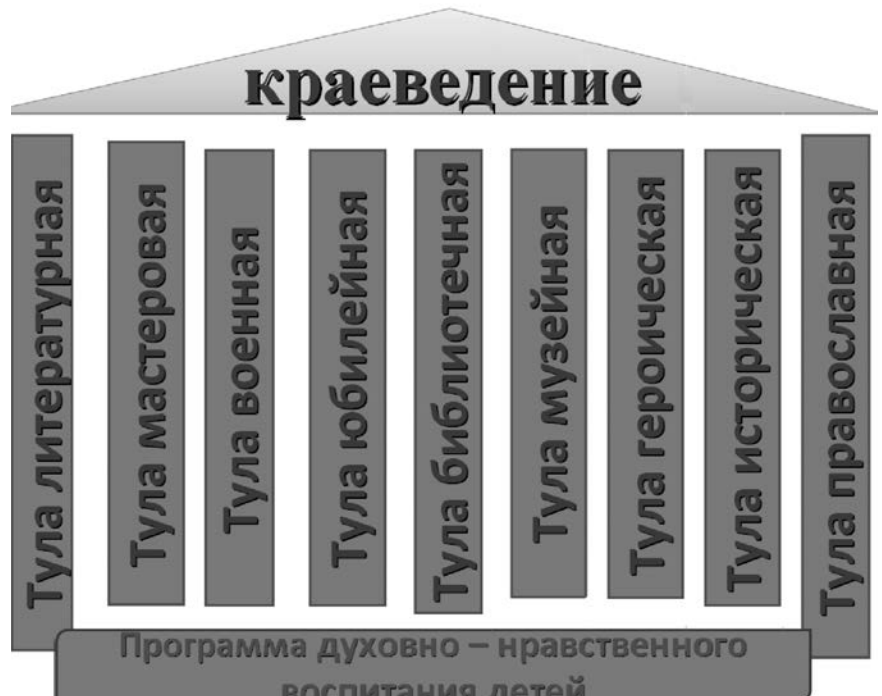 краеведение
Тула литературная
Тула мастеровая
Тула военная
Тула юбилейная
Тула библиотечная
Тула музейная
Тула героическая
Тула историческая
Тула православная
Программа духовно – нравственного
воспитания детей